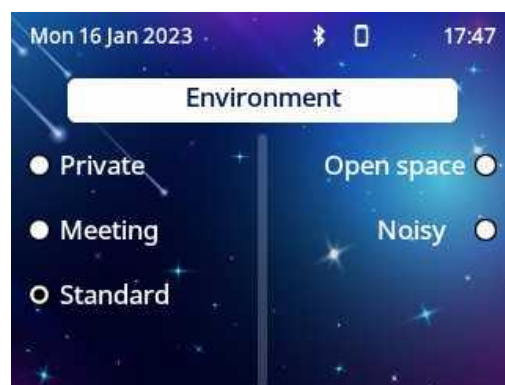 Mon 16 Jan 2023 17:47
Environment
Private Open space
Meeting Noisy
Standard